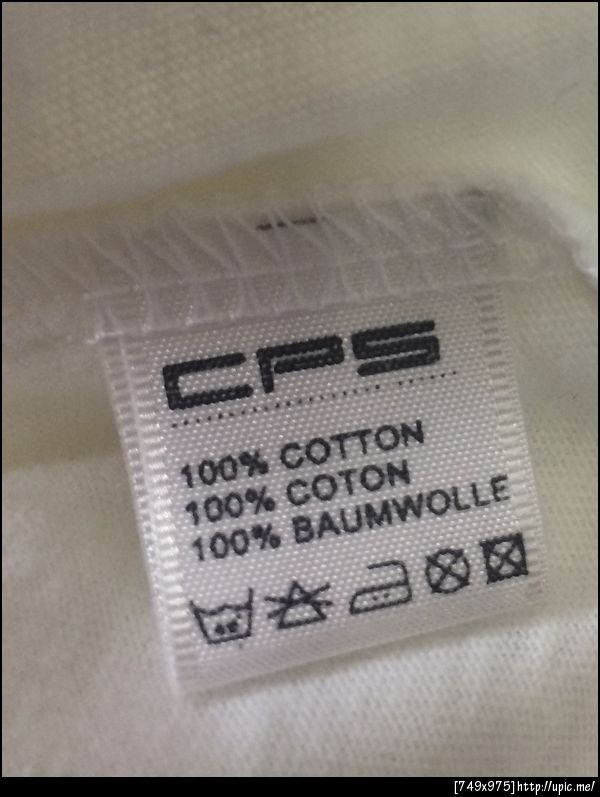 CPS
100% COTTON
100% COTON
100% BAUMWOLLE
[749x975]http://upic.me/